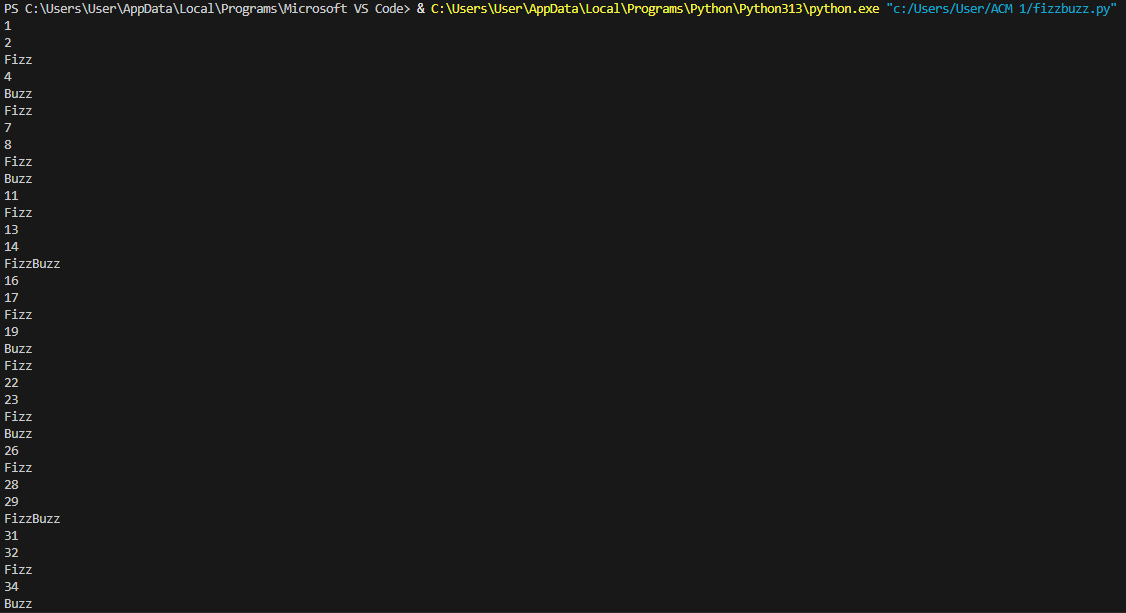 PS C:\Users\User\AppData\Local\Programs\Microsoft VS Code> & C:\Users\User\AppData\Local\Programs\Python\Python313\python.exe "c:/Users/User/ACM 1/fizzbuzz.py"
1
2
Fizz
4
Buzz
Fizz
7
8
Fizz
Buzz
11
Fizz
13
14
FizzBuzz
16
17
Fizz
19
Buzz
Fizz
22
23
Fizz
Buzz
26
Fizz
28
29
FizzBuzz
31
32
Fizz
34
Buzz